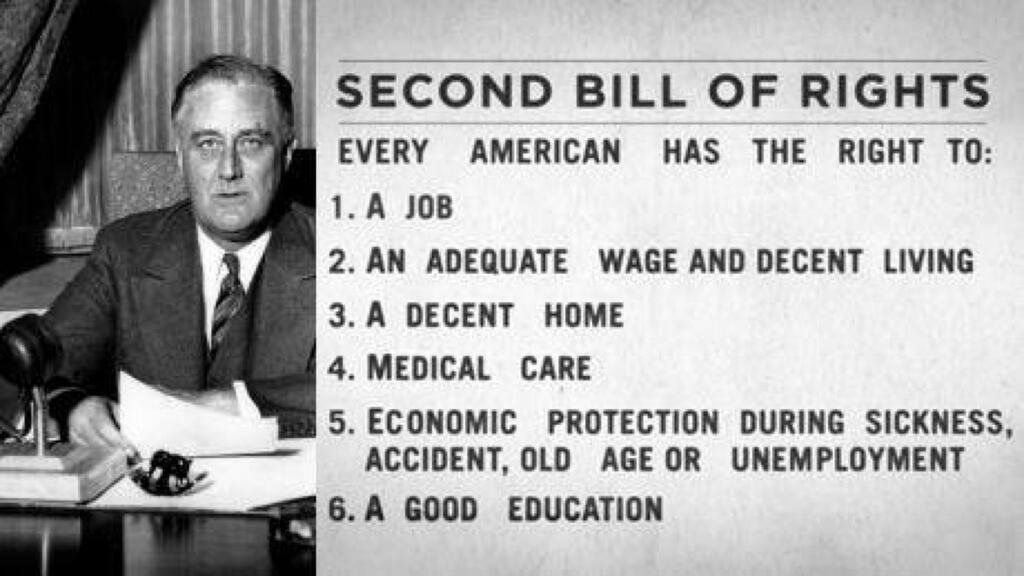 SECOND BILL OF RIGHTS
EVERY AMERICAN HAS THE RIGHT TO:
1. A JOB
2. AN ADEQUATE WAGE AND DECENT LIVING
3. A DECENT HOME
4. MEDICAL CARE
5. ECONOMIC PROTECTION DURING SICKNESS,
ACCIDENT, OLD AGE OR UNEMPLOYMENT
6. A GOOD EDUCATION